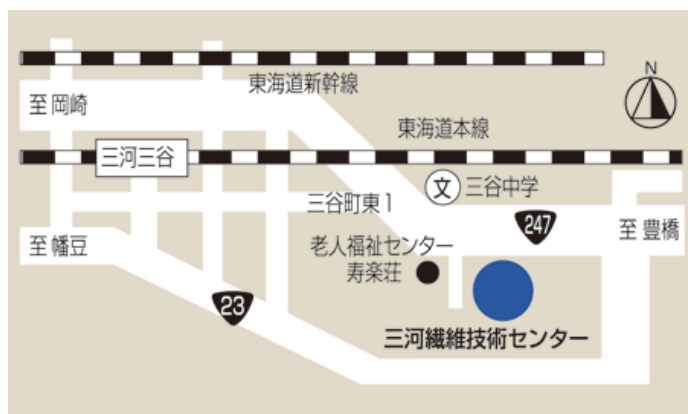 東海道新幹線
N
至岡崎
東海道本線
三河三谷
文
三谷中学
三谷町東1
247
至豊橋
至幡豆
老人福祉センター
寿楽荘
23
三河繊維技術センター